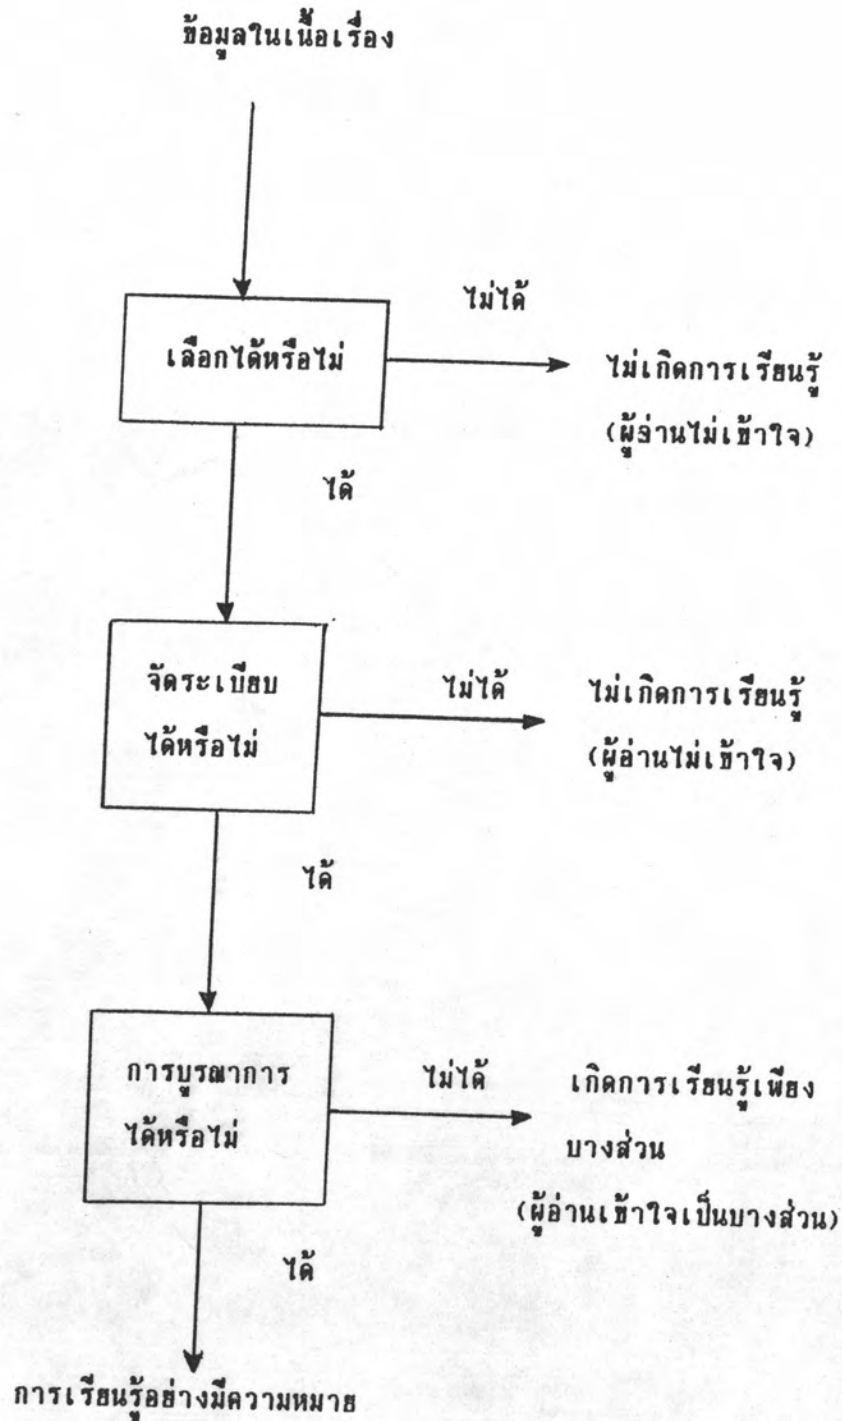 ข้อมูลในเนื้อเรื่อง
ไม่ได้
เลือกได้หรือไม่
ไม่เกิดการเรียนรู้
(ผู้อ่านไม่เข้าใจ)
ได้
จัดระเบียบ
ได้หรือไม่
ไม่ได้
ไม่เกิดการเรียนรู้
(ผู้อ่านไม่เข้าใจ)
ได้
การบูรณาการ
ได้หรือไม่
ไม่ได้
เกิดการเรียนรู้เพียง
บางส่วน
(ผู้อ่านเข้าใจเป็นบางส่วน)
ได้
การเรียนรู้อย่างมีความหมาย